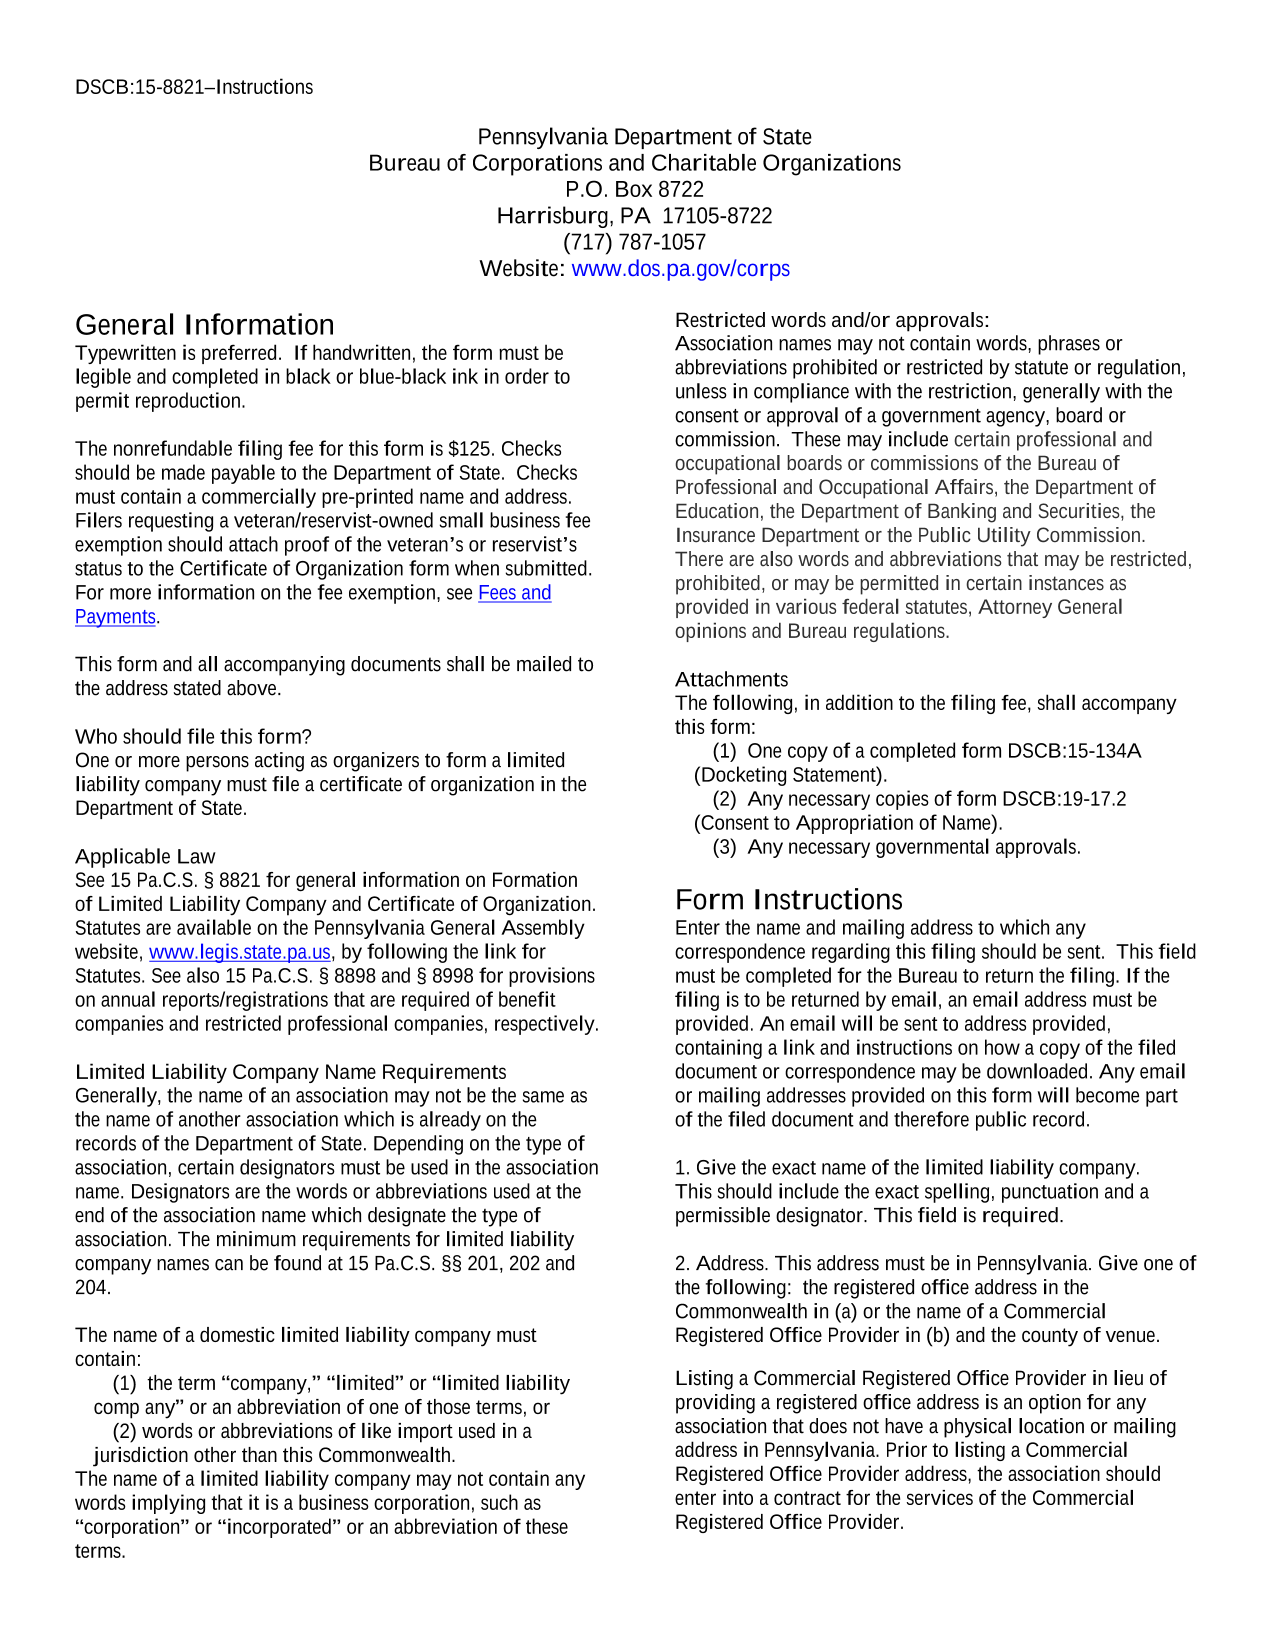 DSCB:15-8821–Instructions
Pennsylvania Department of State
Bureau of Corporations and Charitable Organizations
P.O. Box 8722
Harrisburg, PA 17105-8722
(717) 787-1057
Website: www.dos.pa.gov/corps
General Information
Typewritten is preferred. If handwritten, the form must be
legible and completed in black or blue-black ink in order to
permit reproduction.
The nonrefundable filing fee for this form is $125. Checks
should be made payable to the Department of State. Checks
must contain a commercially pre-printed name and address.
Filers requesting a veteran/reservist-owned small business fee
exemption should attach proof of the veteran’s or reservist’s
status to the Certificate of Organization form when submitted.
For more information on the fee exemption, see Fees and
Payments.
This form and all accompanying documents shall be mailed to
the address stated above.
Who should file this form?
One or more persons acting as organizers to form a limited
liability company must file a certificate of organization in the
Department of State.
Applicable Law
See 15 Pa.C.S. § 8821 for general information on Formation
of Limited Liability Company and Certificate of Organization.
Statutes are available on the Pennsylvania General Assembly
website, www.legis.state.pa.us, by following the link for
Statutes. See also 15 Pa.C.S. § 8898 and § 8998 for provisions
on annual reports/registrations that are required of benefit
companies and restricted professional companies, respectively.
Limited Liability Company Name Requirements
Generally, the name of an association may not be the same as
the name of another association which is already on the
records of the Department of State. Depending on the type of
association, certain designators must be used in the association
name. Designators are the words or abbreviations used at the
end of the association name which designate the type of
association. The minimum requirements for limited liability
company names can be found at 15 Pa.C.S. §§ 201, 202 and
204.
The name of a domestic limited liability company must
contain:
(1) the term “company,” “limited” or “limited liability
comp any” or an abbreviation of one of those terms, or
(2) words or abbreviations of like import used in a
jurisdiction other than this Commonwealth.
The name of a limited liability company may not contain any
words implying that it is a business corporation, such as
“corporation” or “incorporated” or an abbreviation of these
terms.
Restricted words and/or approvals:
Association names may not contain words, phrases or
abbreviations prohibited or restricted by statute or regulation,
unless in compliance with the restriction, generally with the
consent or approval of a government agency, board or
commission. These may include certain professional and
occupational boards or commissions of the Bureau of
Professional and Occupational Affairs, the Department of
Education, the Department of Banking and Securities, the
Insurance Department or the Public Utility Commission.
There are also words and abbreviations that may be restricted,
prohibited, or may be permitted in certain instances as
provided in various federal statutes, Attorney General
opinions and Bureau regulations.
Attachments
The following, in addition to the filing fee, shall accompany
this form:
(1) One copy of a completed form DSCB:15-134A
(Docketing Statement).
(2) Any necessary copies of form DSCB:19-17.2
(Consent to Appropriation of Name).
(3) Any necessary governmental approvals.
Form Instructions
Enter the name and mailing address to which any
correspondence regarding this filing should be sent. This field
must be completed for the Bureau to return the filing. If the
filing is to be returned by email, an email address must be
provided. An email will be sent to address provided,
containing a link and instructions on how a copy of the filed
document or correspondence may be downloaded. Any email
or mailing addresses provided on this form will become part
of the filed document and therefore public record.
1. Give the exact name of the limited liability company.
This should include the exact spelling, punctuation and a
permissible designator. This field is required.
2. Address. This address must be in Pennsylvania. Give one of
the following: the registered office address in the
Commonwealth in (a) or the name of a Commercial
Registered Office Provider in (b) and the county of venue.
Listing a Commercial Registered Office Provider in lieu of
providing a registered office address is an option for any
association that does not have a physical location or mailing
address in Pennsylvania. Prior to listing a Commercial
Registered Office Provider address, the association should
enter into a contract for the services of the Commercial
Registered Office Provider.